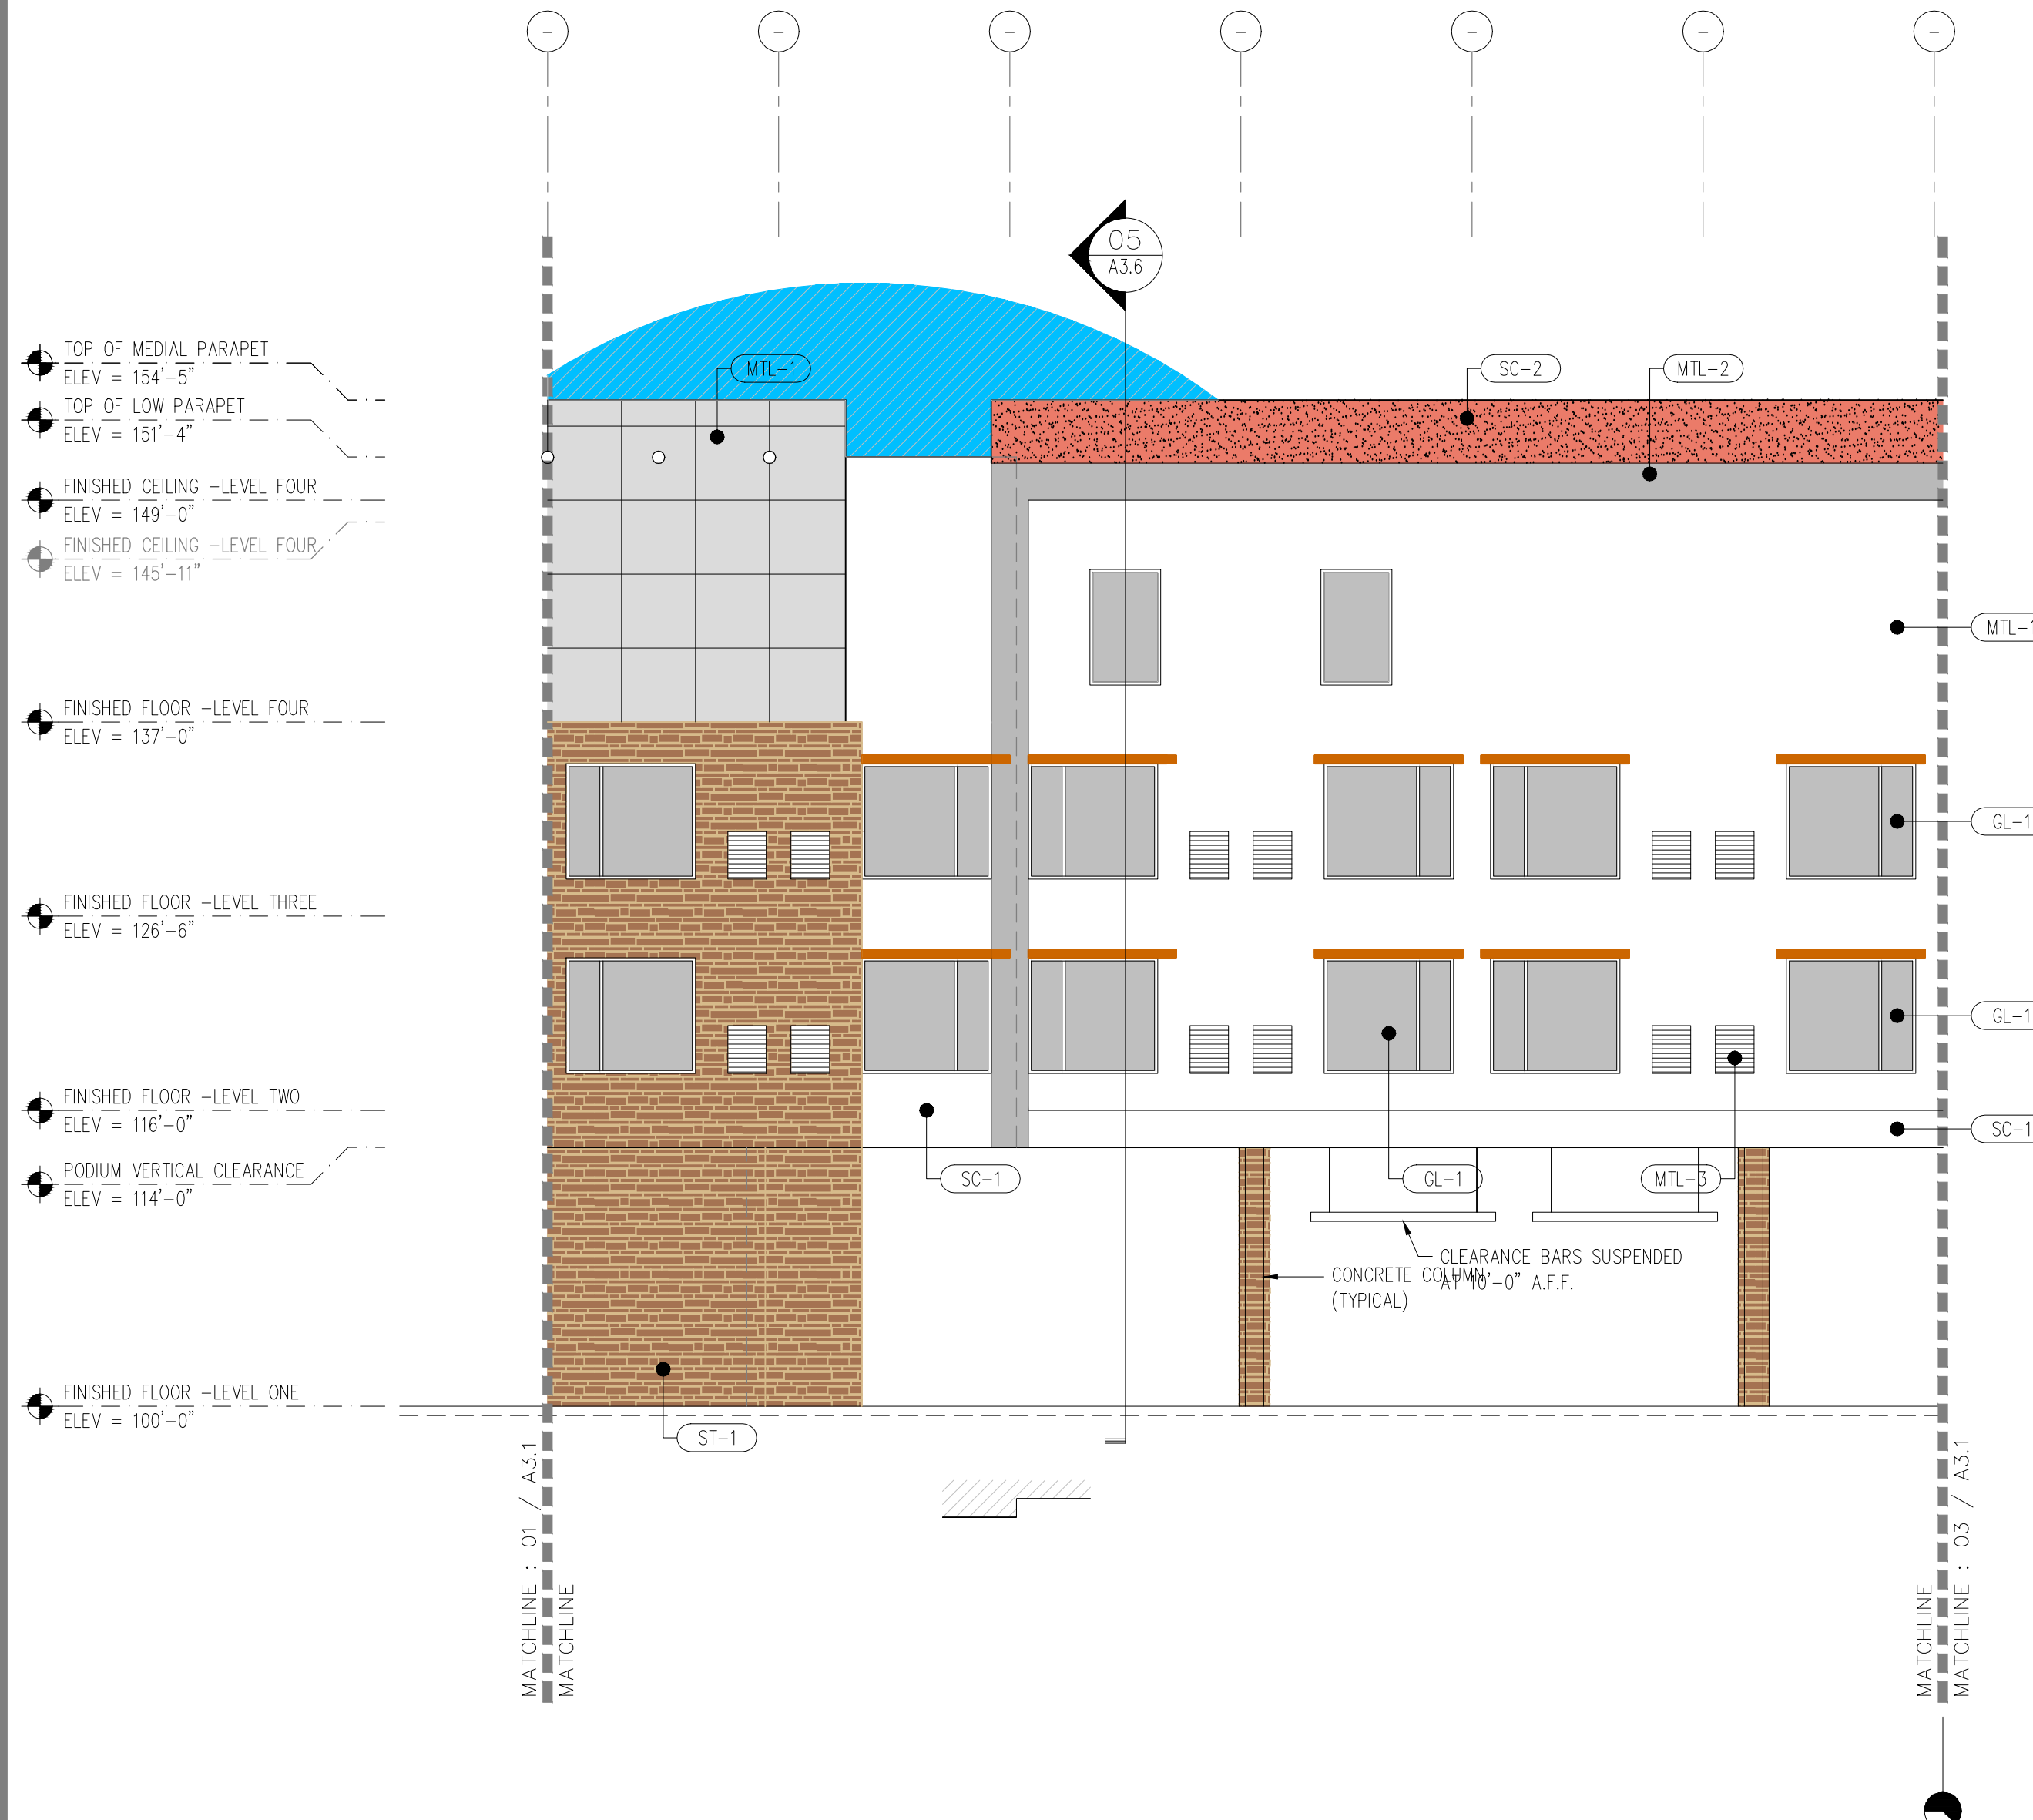 -
-
-
-
-
-
-
05
A3.6
TOP OF MEDIAL PARAPET
ELEV = 154'-5"
TOP OF LOW PARAPET
ELEV = 151'-4"
FINISHED CEILING -LEVEL FOUR
ELEV = 149'-0"
FINISHED CEILING -LEVEL FOUR
ELEV = 145'-11"
FINISHED FLOOR -LEVEL FOUR
ELEV = 137'-0"
FINISHED FLOOR -LEVEL THREE
ELEV = 126'-6"
FINISHED FLOOR -LEVEL TWO
ELEV = 116'-0"
PODIUM VERTICAL CLEARANCE
ELEV = 114'-0"
FINISHED FLOOR -LEVEL ONE
ELEV = 100'-0"
MTL-1
SC-2
MTL-2
MTL-1
GL-1
GL-1
SC-1
SC-1
GL-1
MTL-3
CLEARANCE BARS SUSPENDED
AT 10'-0" A.F.F.
CONCRETE COLUMN
(TYPICAL)
ST-1
MATCHLINE : 01 / A3.1
MATCHLINE
MATCHLINE
MATCHLINE : 03 / A3.1